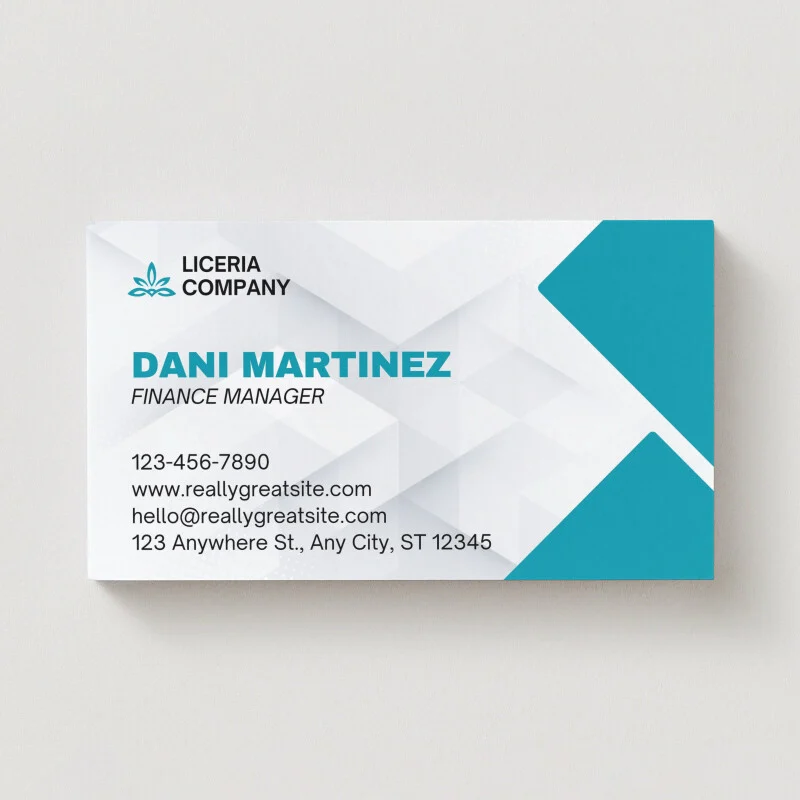 LICERIA
COMPANY
DANI MARTINEZ
FINANCE MANAGER
123-456-7890
www.reallygreatsite.com
hello@reallygreatsite.com
123 Anywhere St., Any City, ST 12345